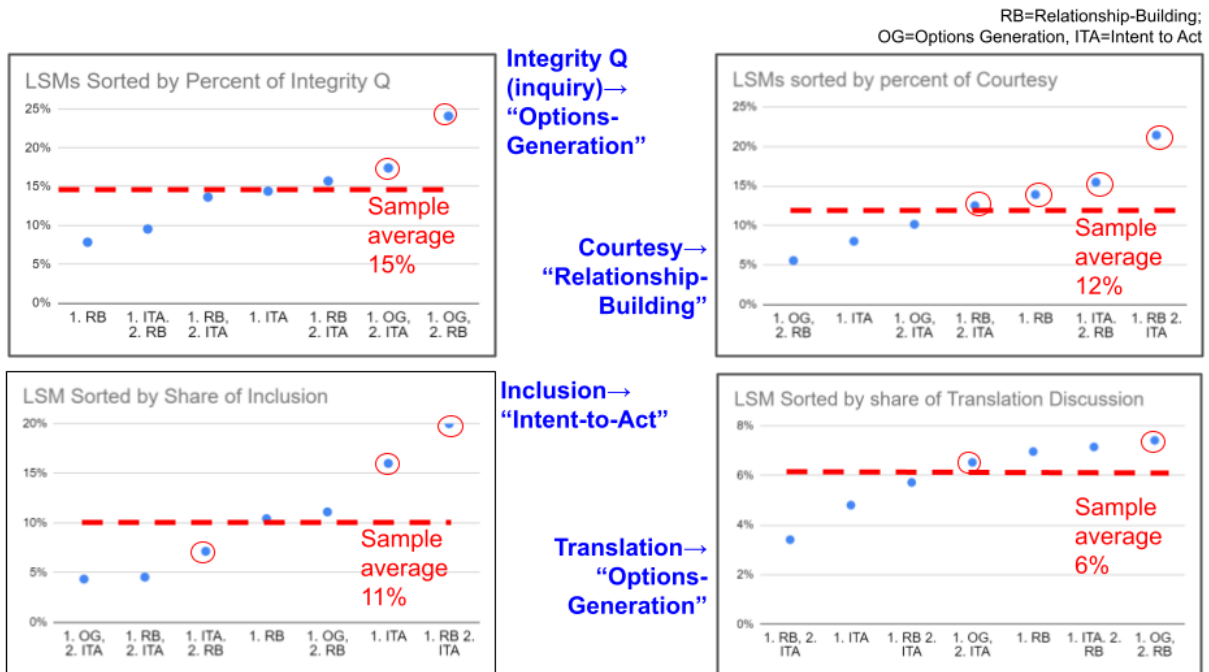 RB=Relationship-Building;
OG=Options Generation, ITA=Intent to Act
LSMs Sorted by Percent of Integrity Q
25%
20%
15%
10%
5%
0%
Sample
average
15%
1. RB
1. ITA.
2. RB
1. RB,
2. ITA
1. ITA
1. RB
2. ITA
1. OG,
2. ITA
1. OG,
2. RB
Integrity Q
(inquiry)→
“Options-
Generation”
Courtesy→
“Relationship-
Building”
LSMs sorted by percent of Courtesy
25%
20%
15%
10%
5%
0%
Sample
average
12%
1. OG,
2. RB
1. ITA
1. OG,
2. ITA
1. RB,
2. ITA
1. RB
1. ITA.
2. RB
1. RB 2.
ITA
LSM Sorted by Share of Inclusion
20%
15%
10%
5%
0%
Sample
average
11%
1. OG,
2. ITA
1. RB,
2. ITA
1. ITA.
2. RB
1. RB
1. OG,
2. RB
1. ITA
1. RB 2.
ITA
Inclusion→
“Intent-to-Act”
Translation→
“Options-
Generation”
LSM Sorted by share of Translation Discussion
8%
6%
4%
2%
0%
Sample
average
6%
1. RB, 2.
ITA
1. ITA
1. RB 2.
ITA
1. OG,
2. ITA
1. RB
1. ITA. 2.
RB
1. OG,
2. RB